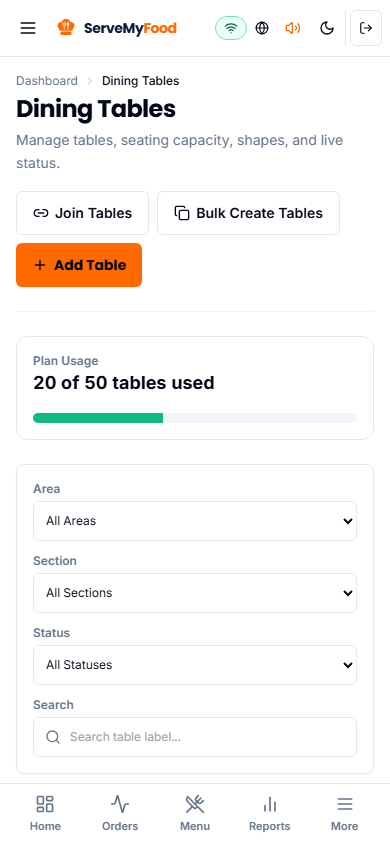 ServeMyFood
Dashboard > Dining Tables
Dining Tables
Manage tables, seating capacity, shapes, and live
status.
Join Tables Bulk Create Tables
+ Add Table
Plan Usage
20 of 50 tables used
Area
All Areas
Section
All Sections
Status
All Statuses
Search
Search table label...
Home Orders Menu Reports More